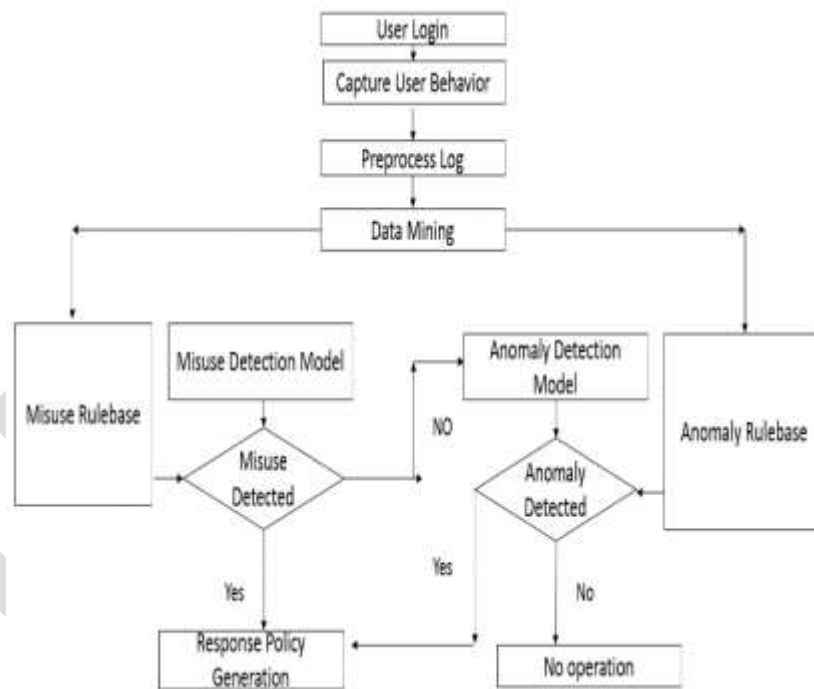 User Login
Capture User Behavior
Preprocess Log
Data Mining
Misuse Rulebase
Misuse Detection Model
Anomaly Detection
Model
Anomaly Rulebase
NO
Misuse
Detected
Anomaly
Detected
Yes
Yes
No
Response Policy
Generation
No operation